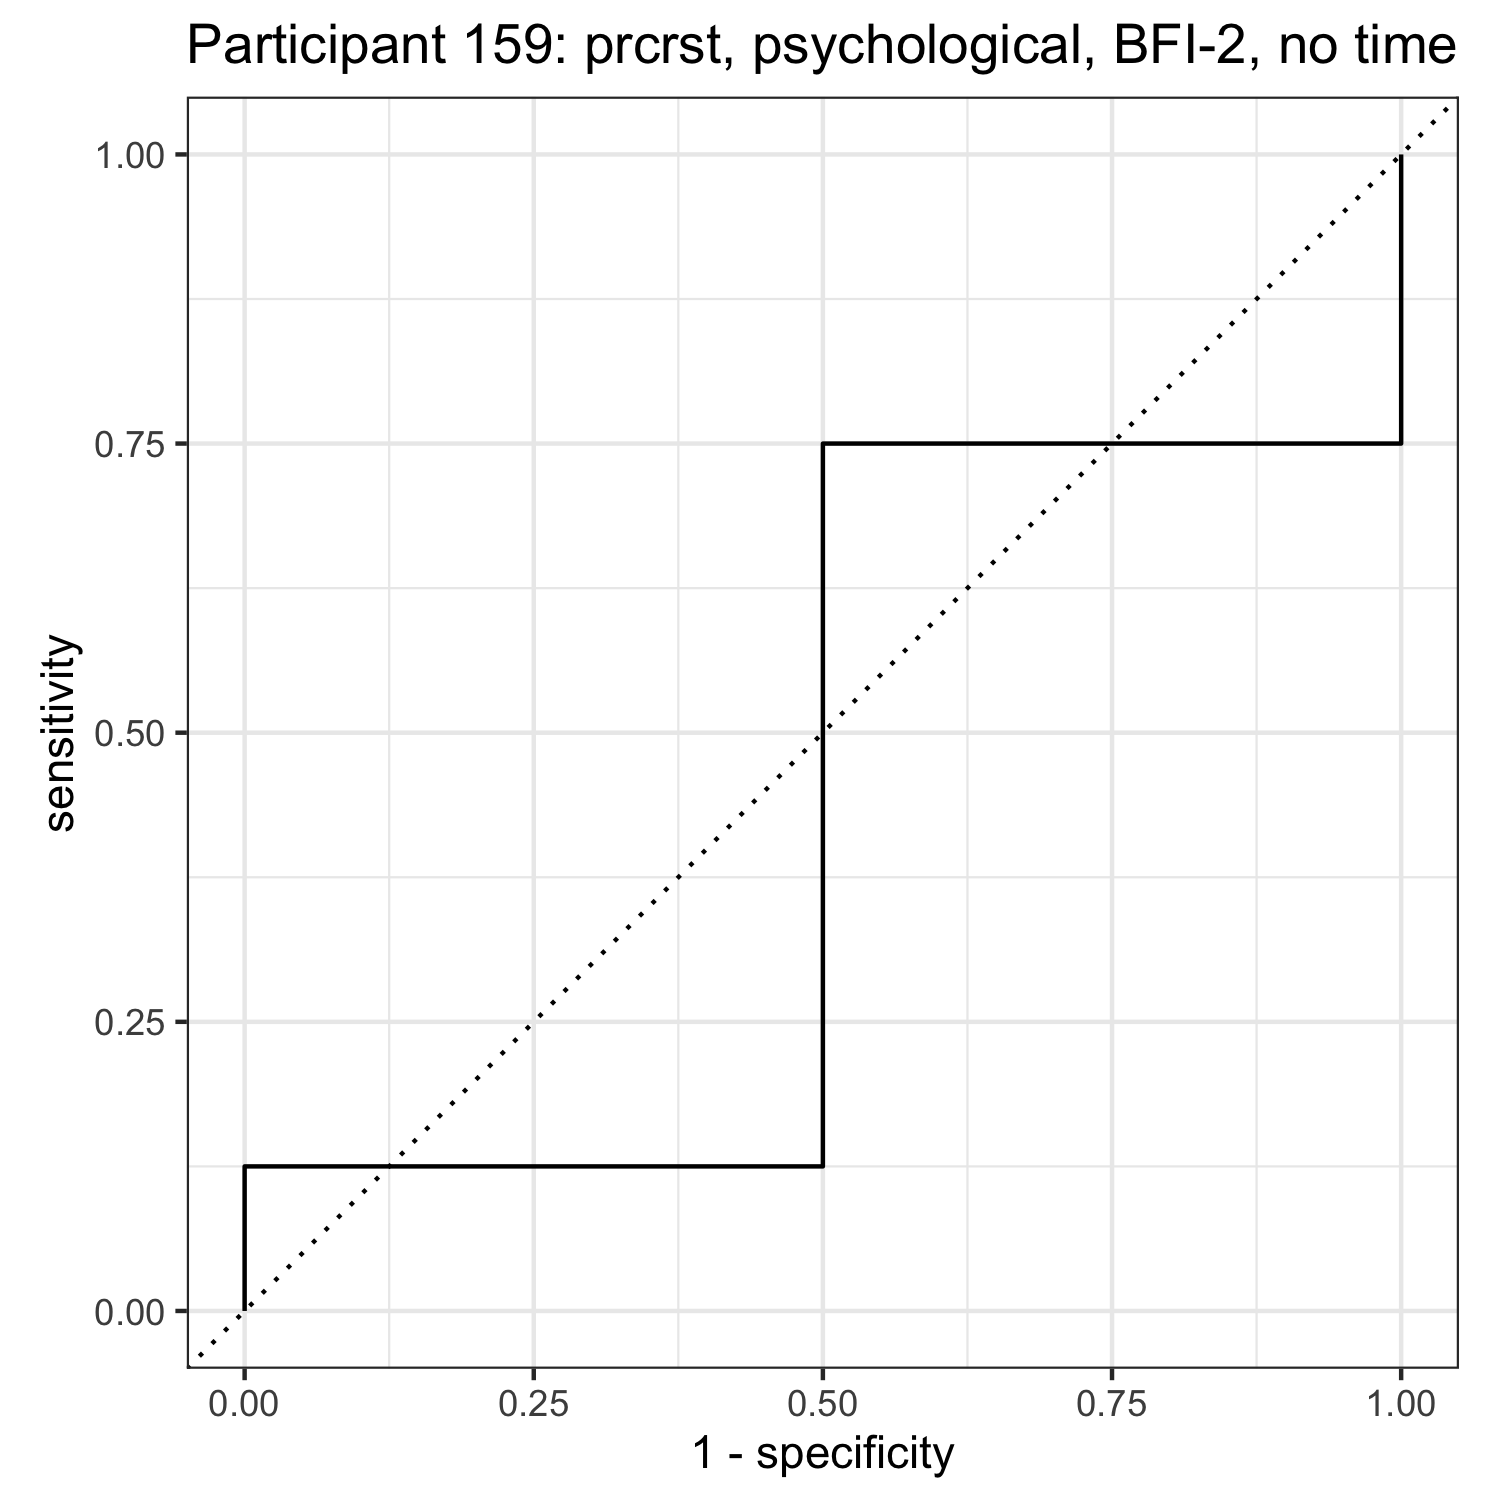 Participant 159: prcrst, psychological, BFI-2, no time
sensitivity
1.00
0.75
0.50
0.25
0.00
0.00 0.25 0.50 0.75 1.00
1 - specificity